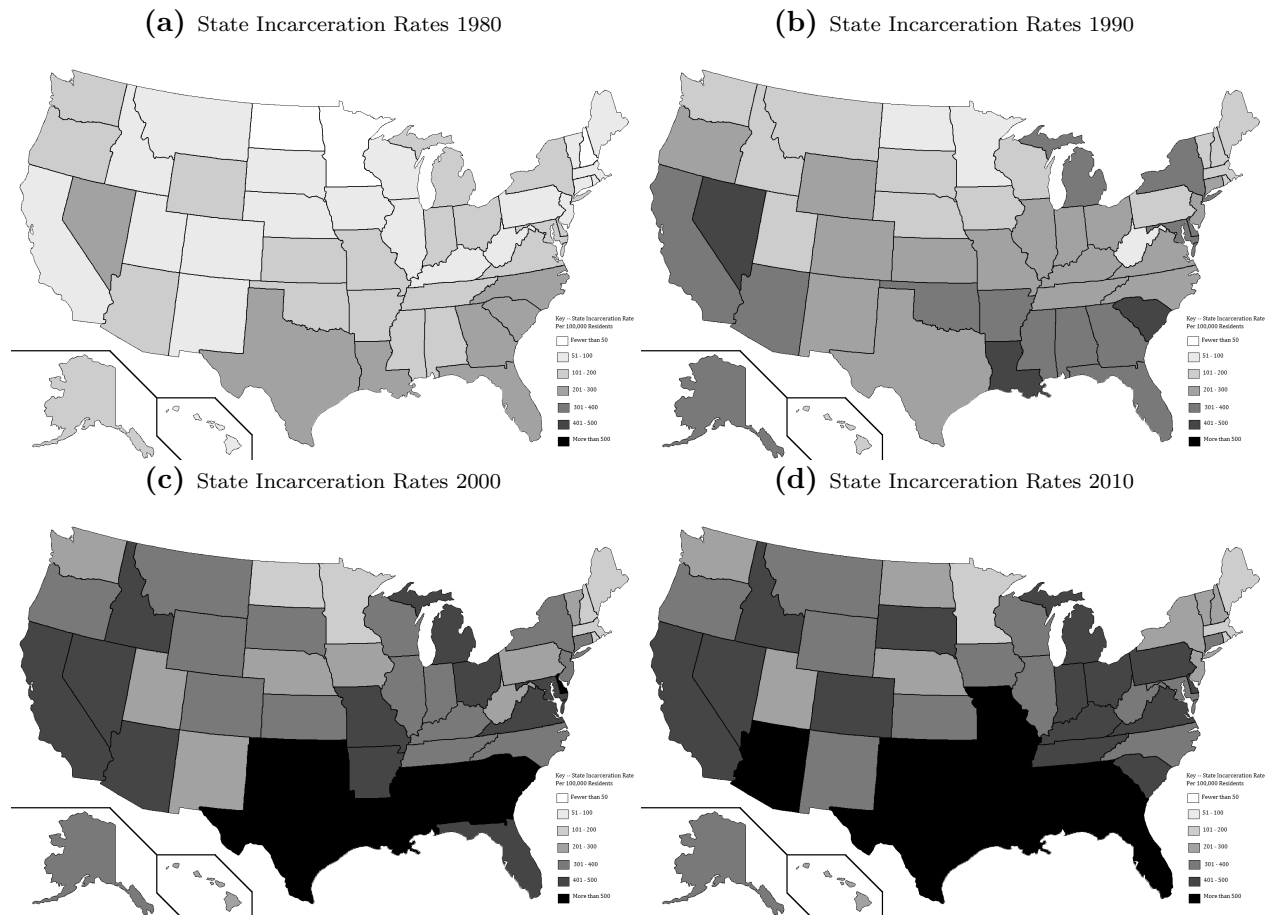 (a) State Incarceration Rates 1980
Key -- State Incarceration Rate
Per 100,000 Residents
Fewer than 50
51 - 100
101 - 200
201 - 300
301 - 400
401 - 500
More than 500
(b) State Incarceration Rates 1990
Key -- State Incarceration Rate
Per 100,000 Residents
Fewer than 50
51 - 100
101 - 200
201 - 300
301 - 400
401 - 500
More than 500
(c) State Incarceration Rates 2000
Key -- State Incarceration Rate
Per 100,000 Residents
Fewer than 50
51 - 100
101 - 200
201 - 300
301 - 400
401 - 500
More than 500
(d) State Incarceration Rates 2010
Key -- State Incarceration Rate
Per 100,000 Residents
Fewer than 50
51 - 100
101 - 200
201 - 300
301 - 400
401 - 500
More than 500